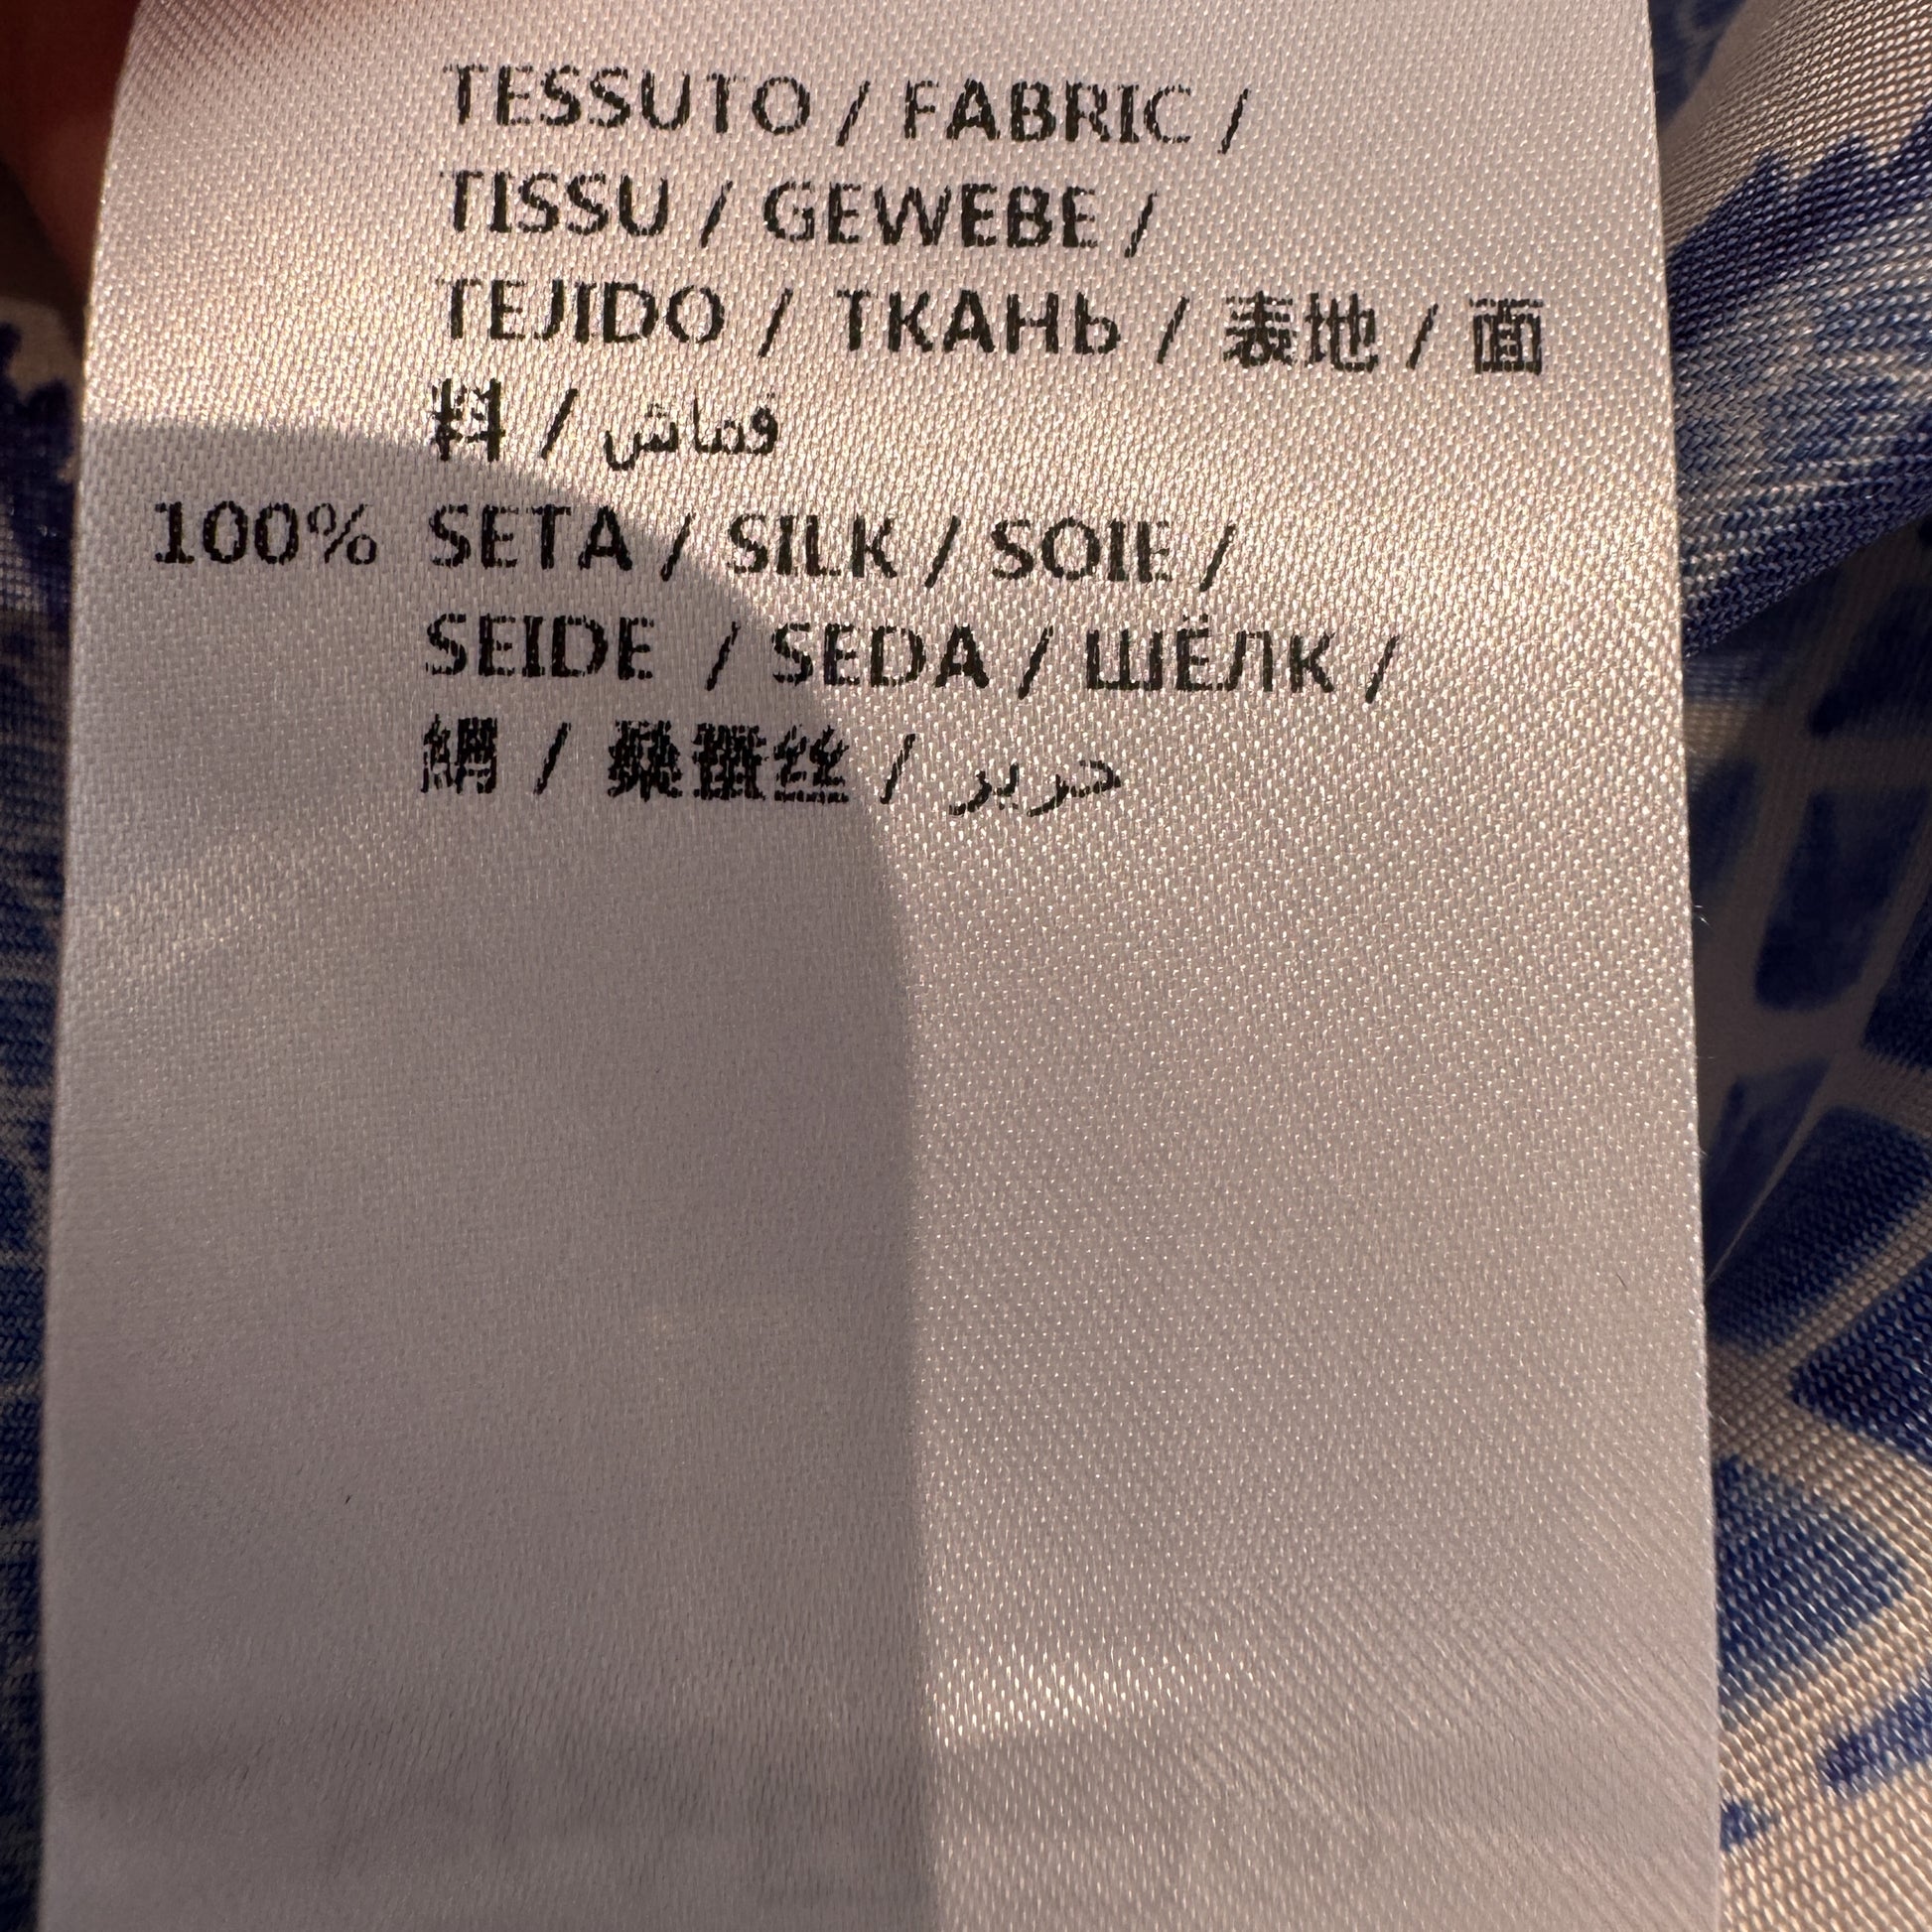 TESSUTO / FABRIC /
TISSU / GEWEBE /
TEJIDO / ТКАНЬ / 表地 / 面
料 / قماش
100% SETA / SILK / SOIE /
SEIDE / SEDA / ШЁЛК /
絹 / 桑蚕丝 / حرير